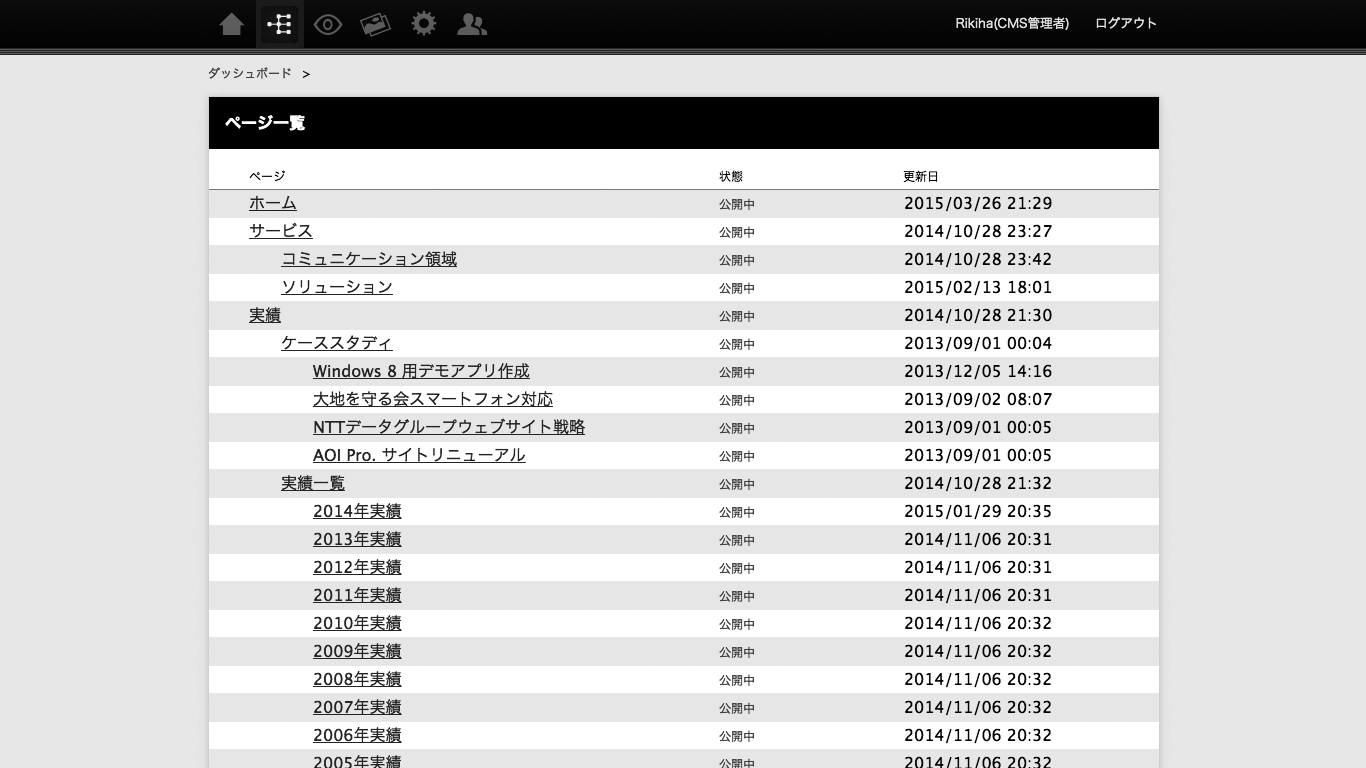 Rikiha(CMS管理者) ログアウト
ダッシュボード >
ページ一覧
ページ 状態 更新日
ホーム 公開中 2015/03/26 21:29
サービス 公開中 2014/10/28 23:27
コミュニケーション領域 公開中 2014/10/28 23:42
ソリューション 公開中 2015/02/13 18:01
実績 公開中 2014/10/28 21:30
ケーススタディ 公開中 2013/09/01 00:04
Windows 8 用デモアプリ作成 公開中 2013/12/05 14:16
大地を守る会スマートフォン対応 公開中 2013/09/02 08:07
NTTデータグループウェブサイト戦略 公開中 2013/09/01 00:05
AOI Pro. サイトリニューアル 公開中 2013/09/01 00:05
実績一覧 公開中 2014/10/28 21:32
2014年実績 公開中 2015/01/29 20:35
2013年実績 公開中 2014/11/06 20:31
2012年実績 公開中 2014/11/06 20:31
2011年実績 公開中 2014/11/06 20:31
2010年実績 公開中 2014/11/06 20:32
2009年実績 公開中 2014/11/06 20:32
2008年実績 公開中 2014/11/06 20:32
2007年実績 公開中 2014/11/06 20:32
2006年実績 公開中 2014/11/06 20:32
2005年実績 公開中 2014/11/06 20:32